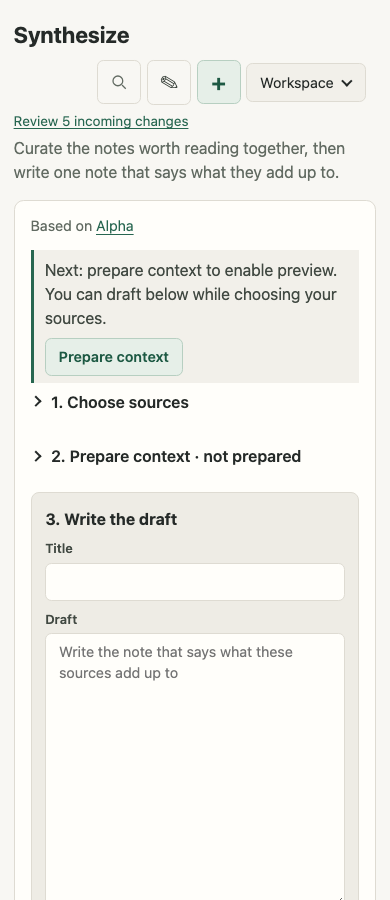 Synthesize
Workspace
Review 5 incoming changes
Curate the notes worth reading together, then
write one note that says what they add up to.
Based on Alpha
Next: prepare context to enable preview.
You can draft below while choosing your
sources.
Prepare context
1. Choose sources
2. Prepare context · not prepared
3. Write the draft
Title
Draft
Write the note that says what these
sources add up to